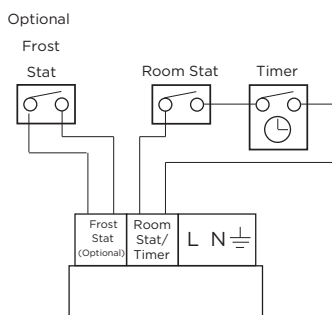 Optional
Frost
Stat
Room Stat
Timer
Frost
Stat
(Optional)
Room
Stat/
Timer
L N